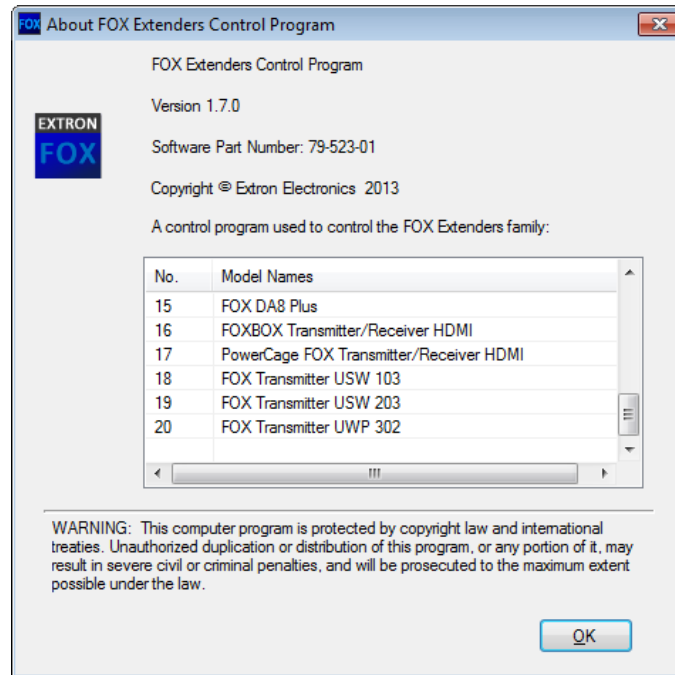 FOX About FOX Extenders Control Program
FOX Extenders Control Program
Version 1.7.0
EXTRON
FOX
Software Part Number: 79-523-01
Copyright © Extron Electronics 2013
A control program used to control the FOX Extenders family:
No. Model Names
15 FOX DA8 Plus
16 FOXBOX Transmitter/Receiver HDMI
17 PowerCage FOX Transmitter/Receiver HDMI
18 FOX Transmitter USW 103
19 FOX Transmitter USW 203
20 FOX Transmitter UWP 302
WARNING: This computer program is protected by copyright law and international
treaties. Unauthorized duplication or distribution of this program, or any portion of it, may
result in severe civil or criminal penalties, and will be prosecuted to the maximum extent
possible under the law.
OK